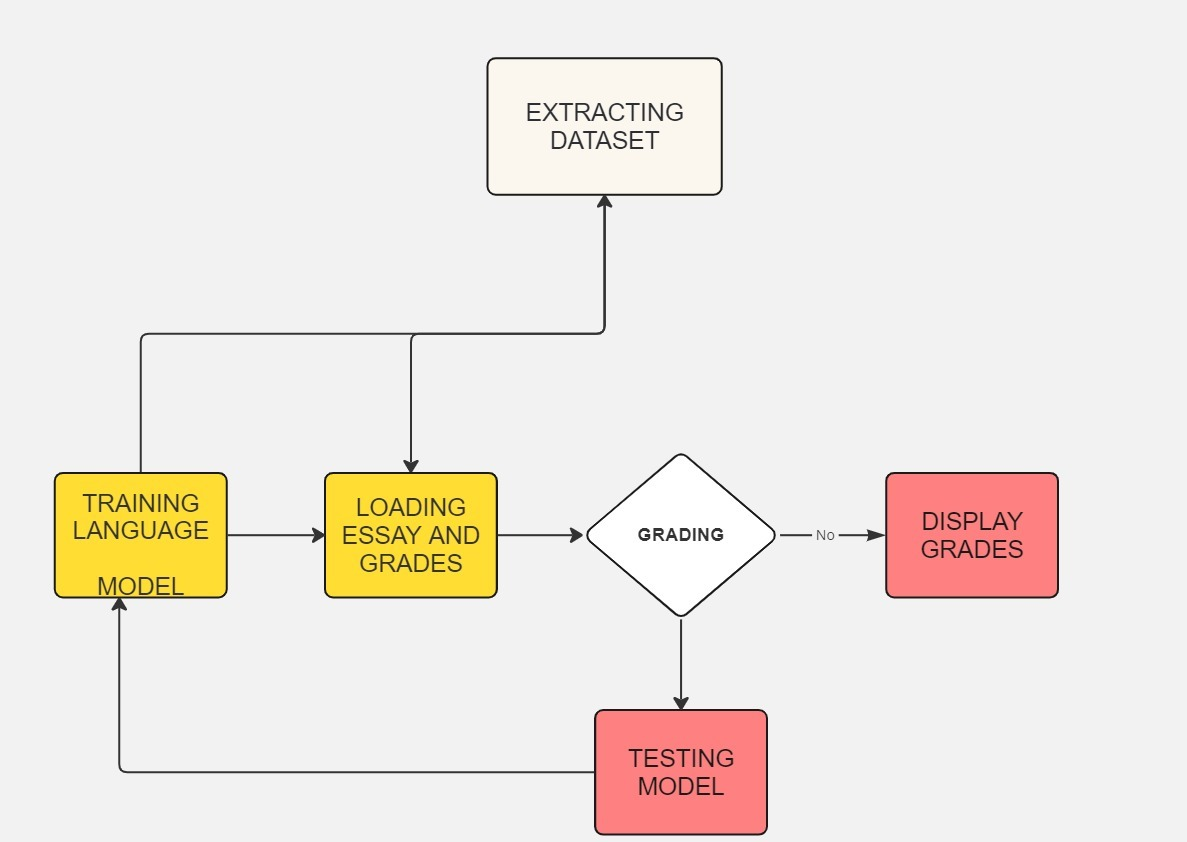 EXTRACTING
DATASET
TRAINING
LANGUAGE
MODEL
LOADING
ESSAY AND
GRADES
GRADING
No
DISPLAY
GRADES
TESTING
MODEL